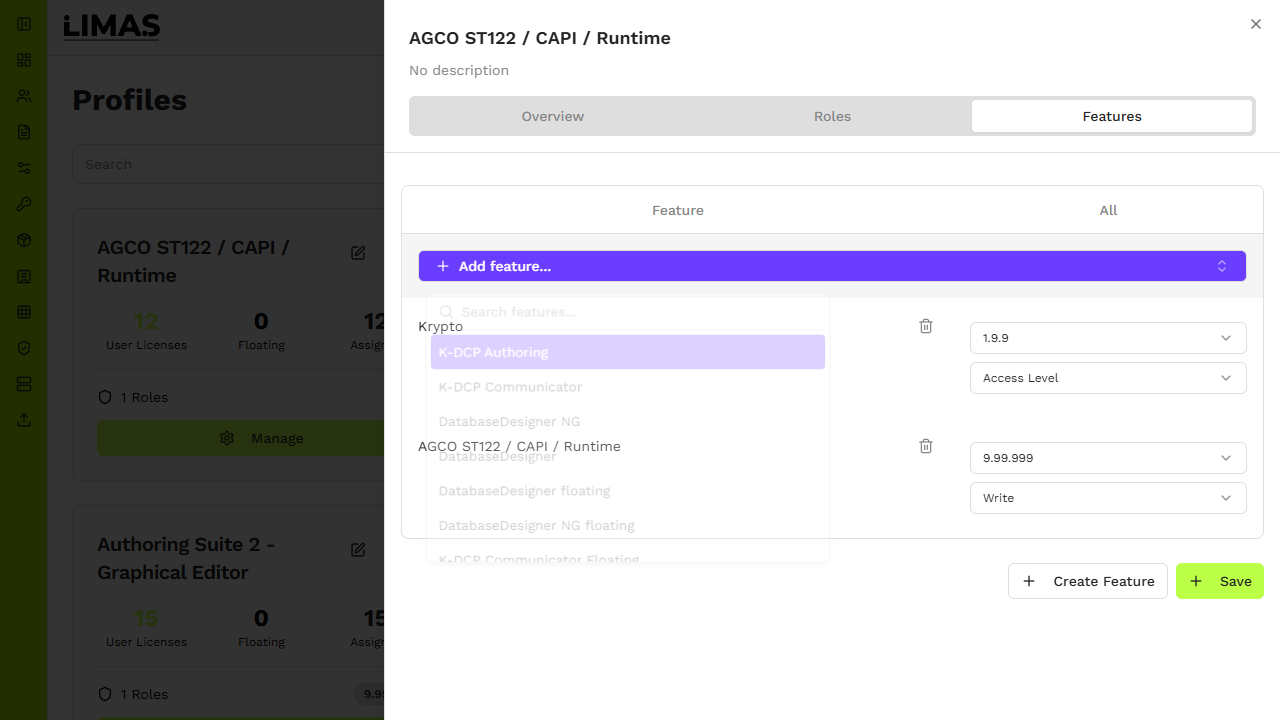 LIMAS
Profiles
Search
AGCO ST122 / CAPI /
Runtime
12
0
12
User Licenses
Floating
Assign
1 Roles
Manage
Authoring Suite 2 -
Graphical Editor
15
0
15
User Licenses
Floating
Assign
1 Roles
9.9
AGCO ST122 / CAPI / Runtime
No description
Overview
Roles
Features
Feature
All
Add feature...
Search features...
Krypto
1.9.9
K-DCP Authoring
Access Level
K-DCP Communicator
DatabaseDesigner NG
AGCO ST122 / CAPI / Runtime
DatabaseDesigner
9.99.999
DatabaseDesigner floating
Write
DatabaseDesigner NG floating
K-DCP Communicator Floating
Create Feature
Save